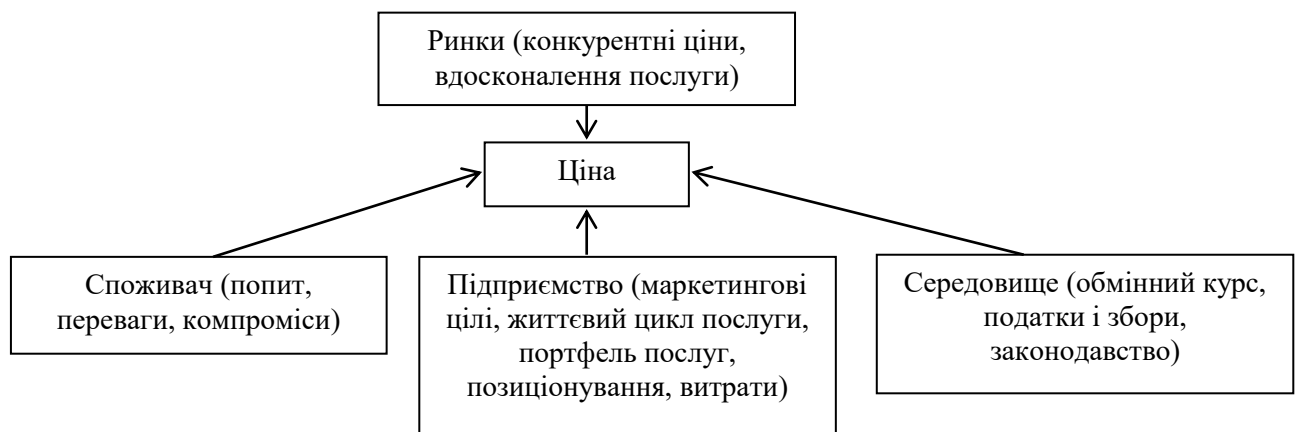 Ринки (конкурентні ціни,
вдосконалення послуги)
Ціна
Споживач (попит,
переваги, компроміси)
Підприємство (маркетингові
цілі, життєвий цикл послуги,
портфель послуг,
позиціонування, витрати)
Середовище (обмінний курс,
податки і збори,
законодавство)